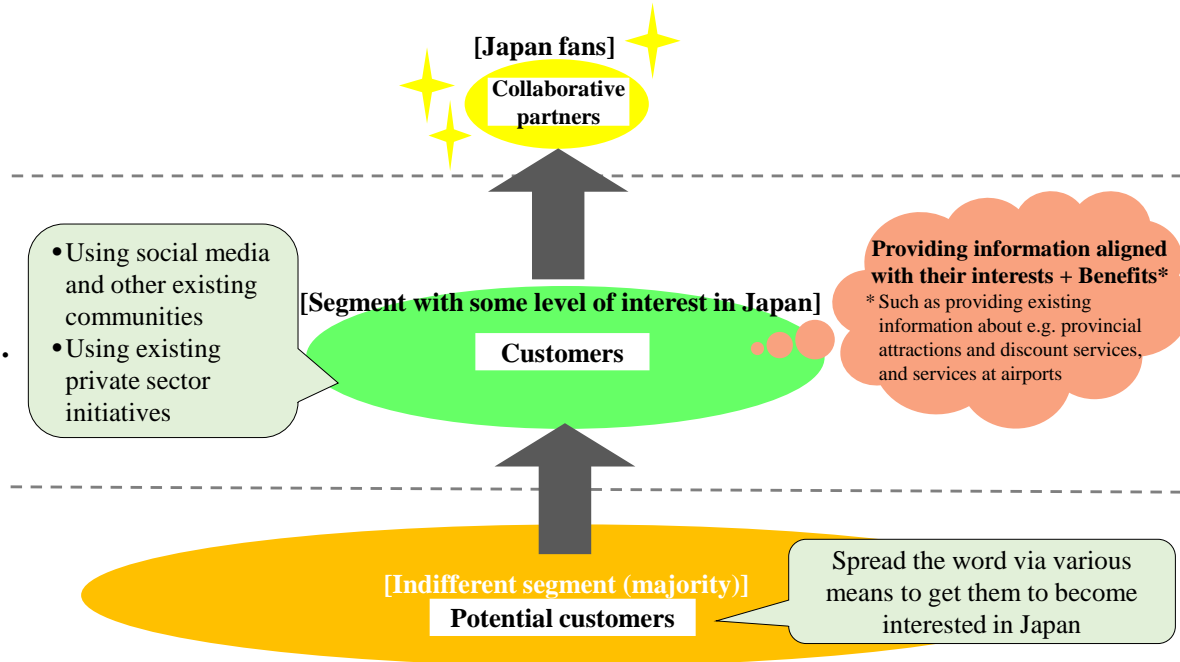 [Japan fans]
Collaborative
partners
•Using social media
and other existing
communities
•Using existing
private sector
initiatives
.
[Segment with some level of interest in Japan]
Customers
Providing information aligned
with their interests + Benefits*
* Such as providing existing
information about e.g. provincial
attractions and discount services,
and services at airports
[Indifferent segment (majority)]
Potential customers
Spread the word via various
means to get them to become
interested in Japan